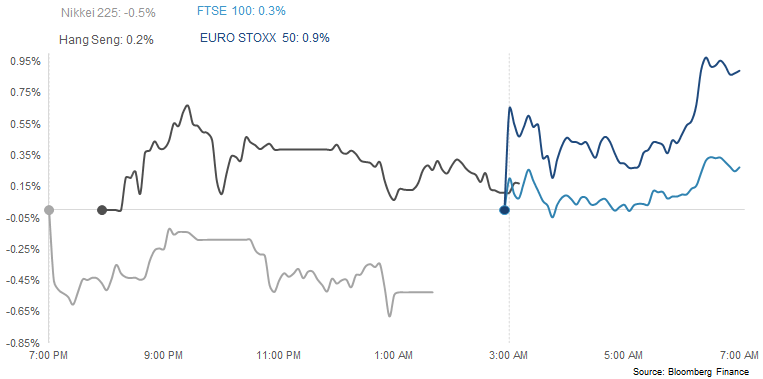 Nikkei 225: -0.5%
FTSE 100: 0.3%
Hang Seng: 0.2%
EURO STOXX 50: 0.9%
0.95%
0.75%
0.55%
0.35%
0.15%
-0.05%
-0.25%
-0.45%
-0.65%
-0.85%
7:00 PM
9:00 PM
11:00 PM
1:00 AM
3:00 AM
5:00 AM
7:00 AM
Source: Bloomberg Finance